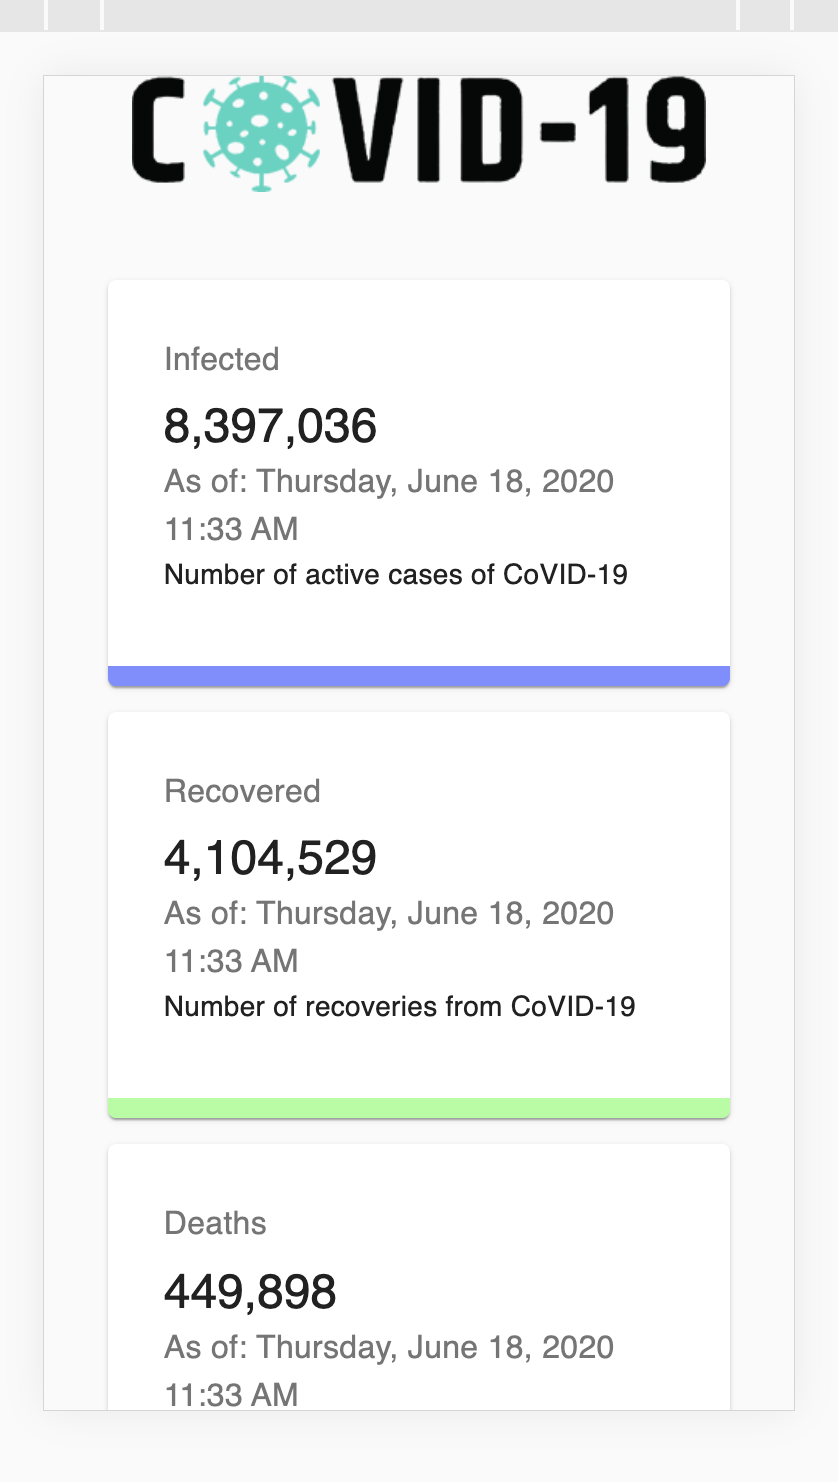 COVID-19
Infected
8,397,036
As of: Thursday, June 18, 2020
11:33 AM
Number of active cases of CoVID-19
Recovered
4,104,529
As of: Thursday, June 18, 2020
11:33 AM
Number of recoveries from CoVID-19
Deaths
449,898
As of: Thursday, June 18, 2020
11:33 AM